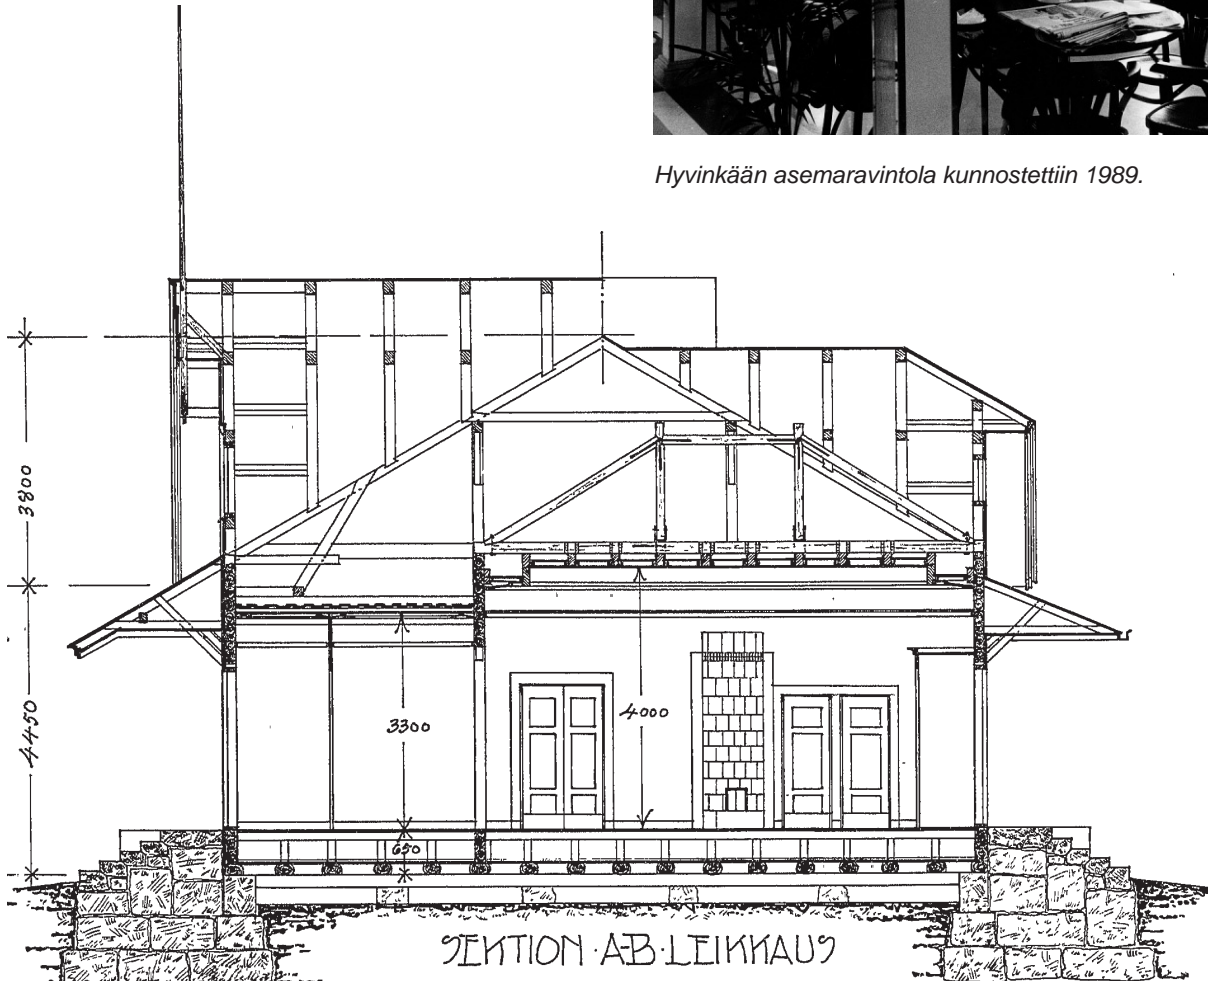 Hyvinkään asemaravintola kunnostettiin 1989.
3800
4450
3300
4000
650
SEKTION·A-B·LEIKKAUS